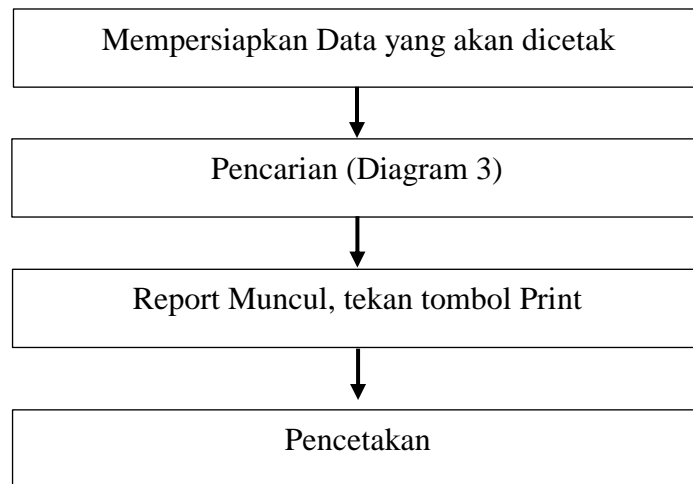 Mempersiapkan Data yang akan dicetak
Pencarian (Diagram 3)
Report Muncul, tekan tombol Print
Pencetakan